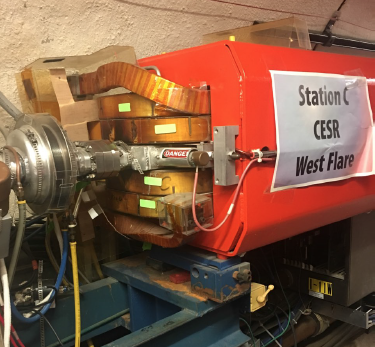 Station C
CESR
West Flare
DANGER